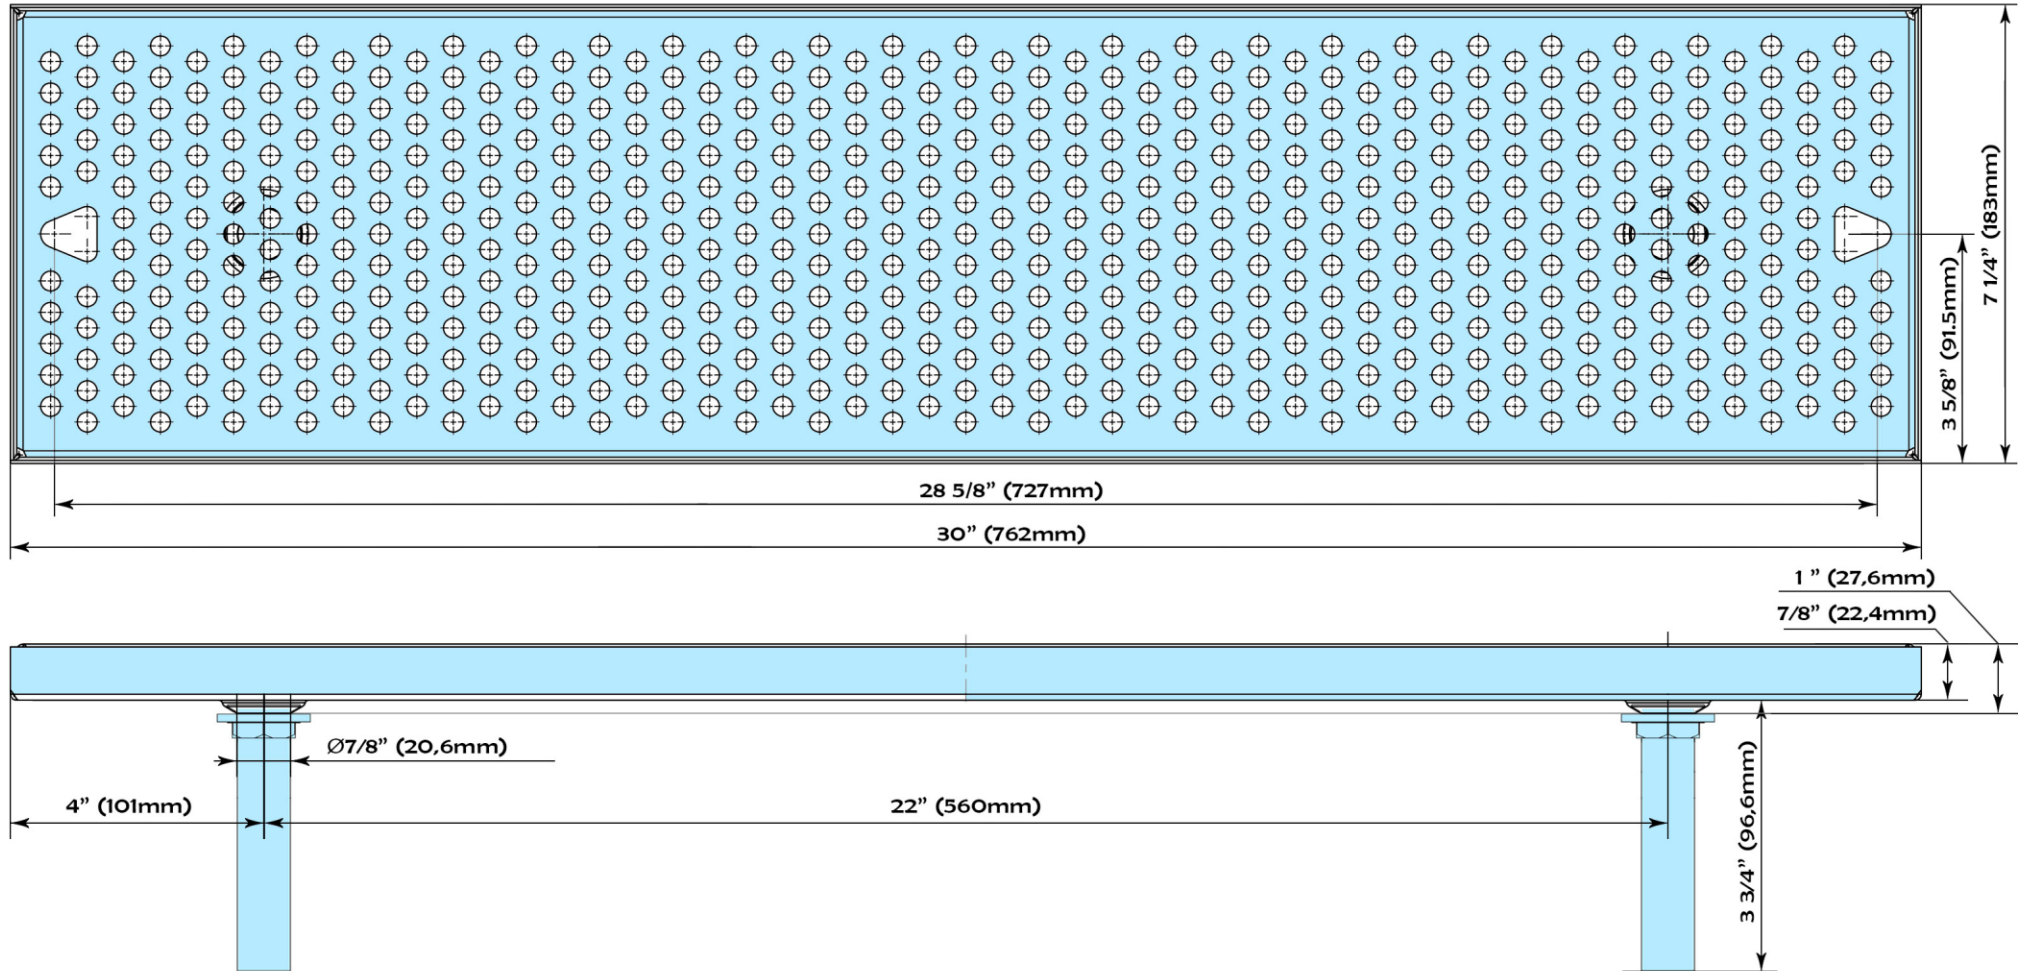 7 1/4” (183mm)
3 5/8” (91.5mm)
28 5/8” (727mm)
30” (762mm)
1 ” (27,6mm)
7/8” (22,4mm)
Ø7/8” (20,6mm)
4” (101mm)
22” (560mm)
3 3/4” (96,6mm)